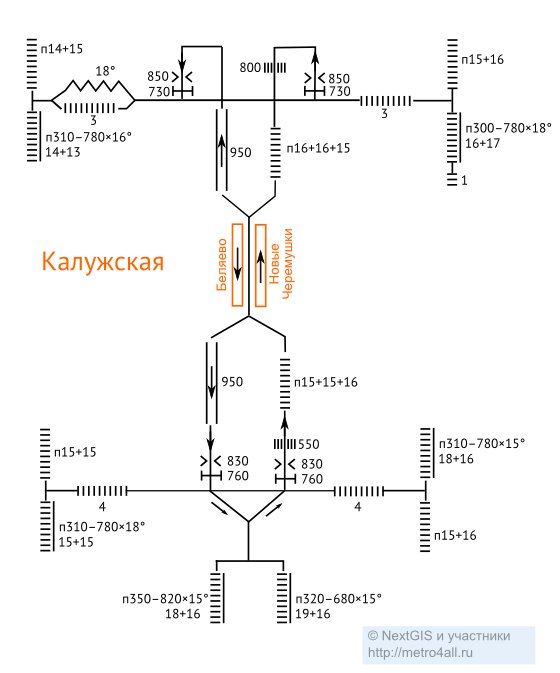 п14+15
18°
3
п310–780×16°
14+13
850
730
800
850
730
3
п15+16
п300–780×18°
16+17
1
950
п16+16+15
Калужская
Беляево
Новые
Черемушки
950
п15+15+16
550
830
760
830
760
п15+15
4
п310–780×18°
15+15
4
п310–780×15°
18+16
п15+16
п350–820×15°
18+16
п320–680×15°
19+16
© NextGIS и участники
http://metro4all.ru